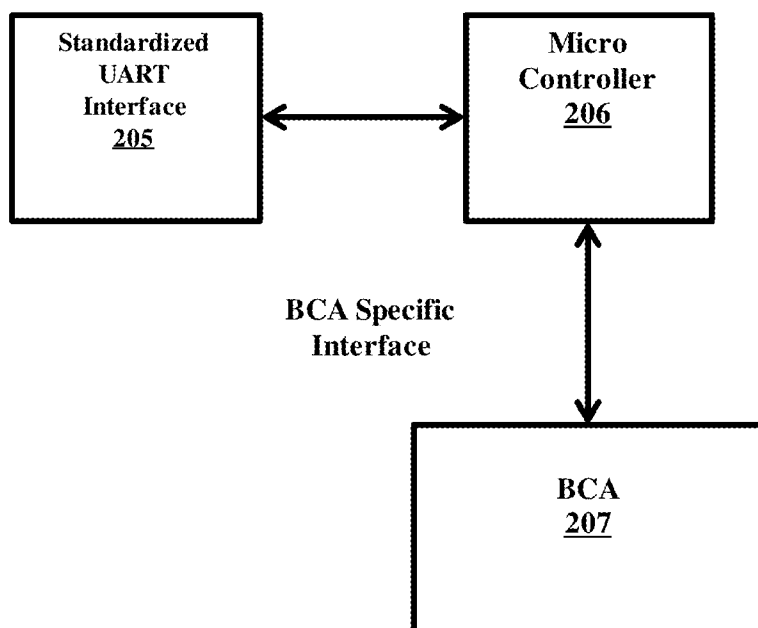 Standardized
UART
Interface
205
Micro
Controller
206
BCA Specific
Interface
BCA
207